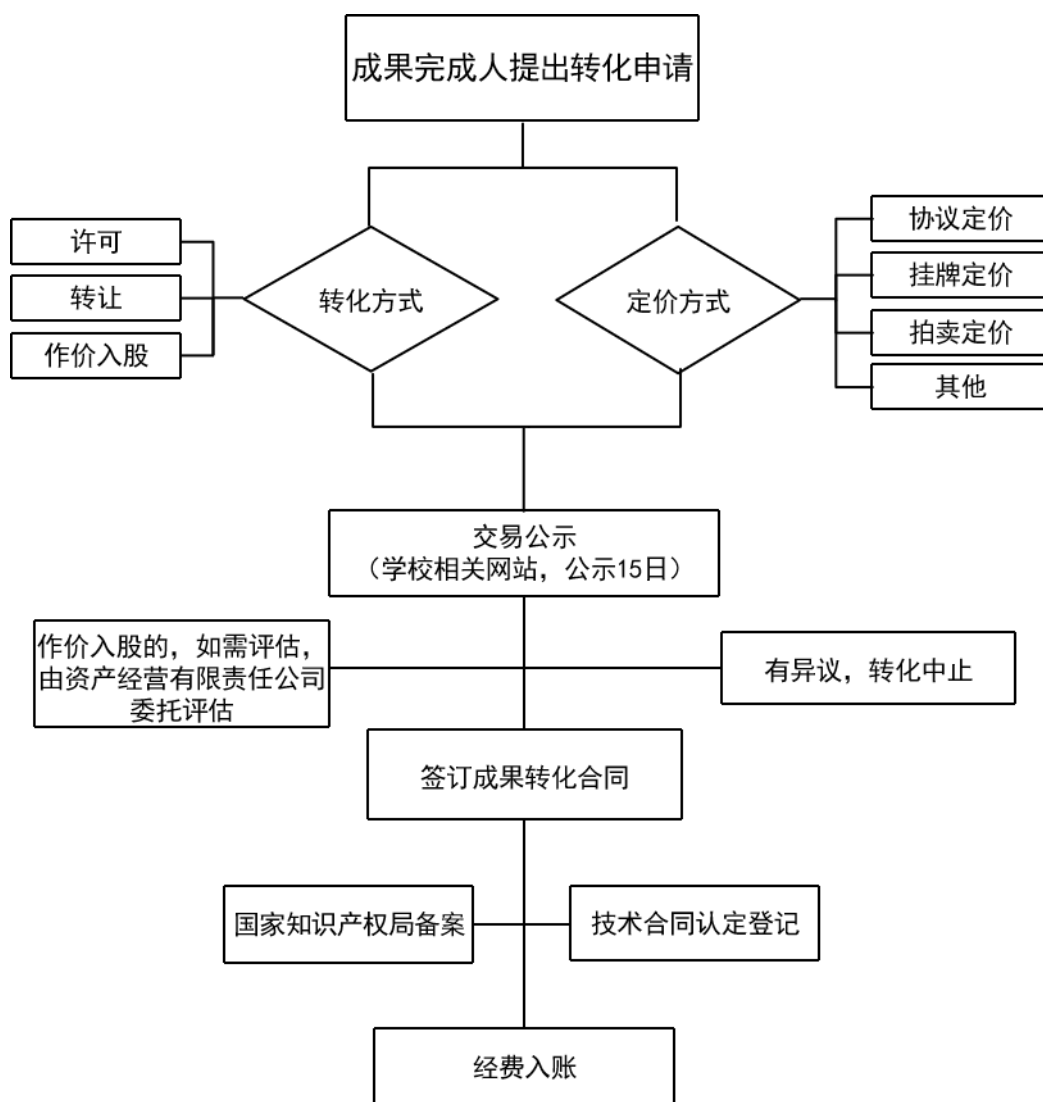 成果完成人提出转化申请
许可
转让
作价入股
转化方式
定价方式
协议定价
挂牌定价
拍卖定价
其他
交易公示
（学校相关网站，公示15日）
作价入股的，如需评估，
由资产经营有限责任公司
委托评估
有异议，转化中止
签订成果转化合同
国家知识产权局备案
技术合同认定登记
经费入账